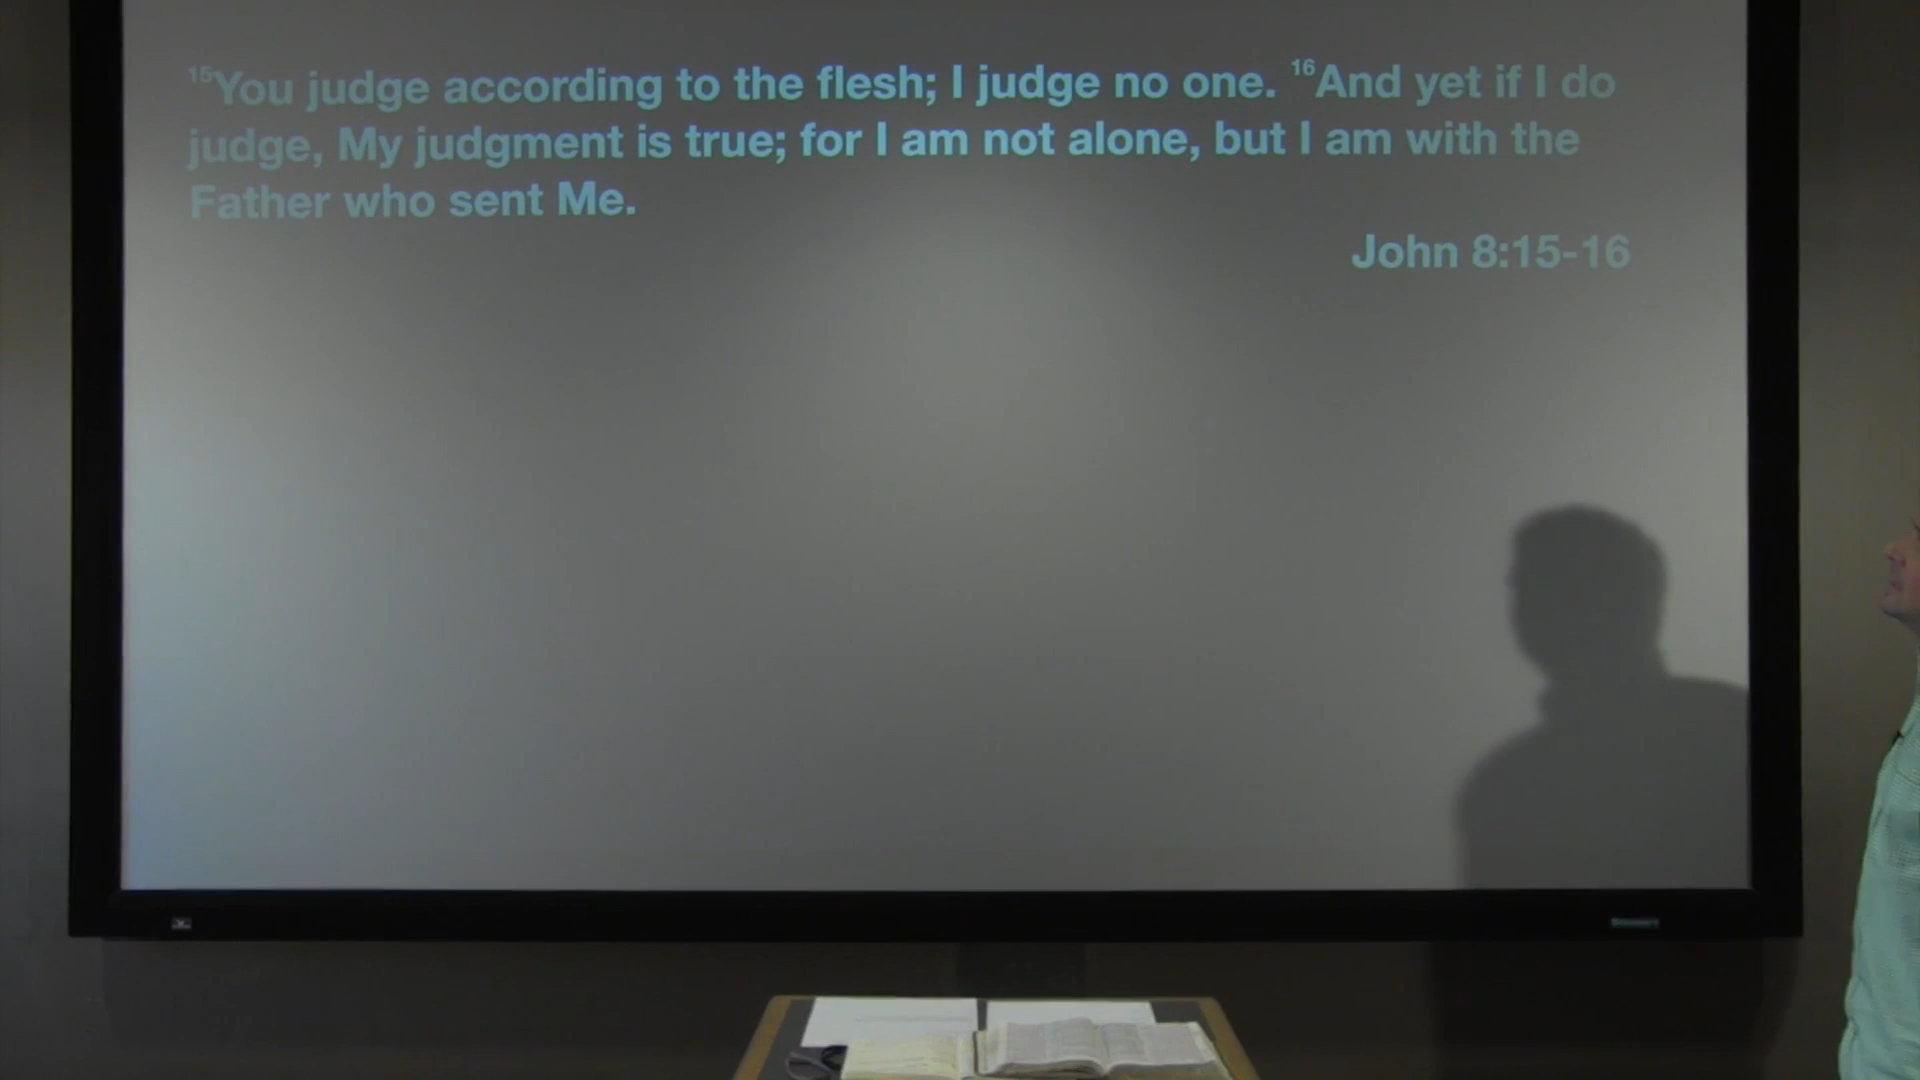 15You judge according to the flesh; I judge no one. 16And yet if I do
judge, My judgment is true; for I am not alone, but I am with the
Father who sent Me.
John 8:15-16